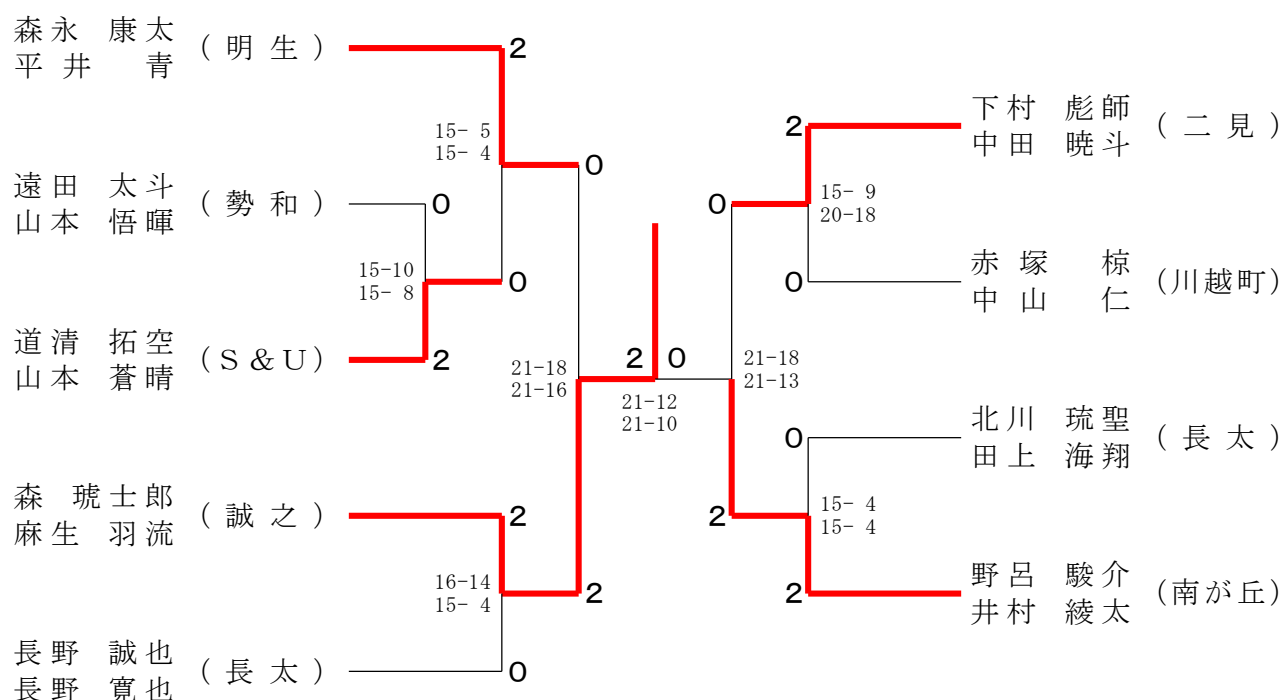 森永 康太
平井 青
(明生)
2
15- 5
15- 4
0
遠田 太斗
山本 悟暉
(勢和)
0
15-10
15- 8
0
道清 拓空
山本 蒼晴
(S&U)
2
21-18
21-16
森 琥士郎
麻生 羽流
(誠之)
2
16-14
15- 4
2
長野 誠也
長野 寛也
(長太)
0
2 0
21-12
21-10
下村 彪師
中田 暁斗
(二見)
2
0
15- 9
20-18
赤塚 椋
中山 仁
(川越町)
0
21-18
21-13
北川 琉聖
田上 海翔
(長太)
0
2
15- 4
15- 4
野呂 駿介
井村 綾太
(南が丘)
2